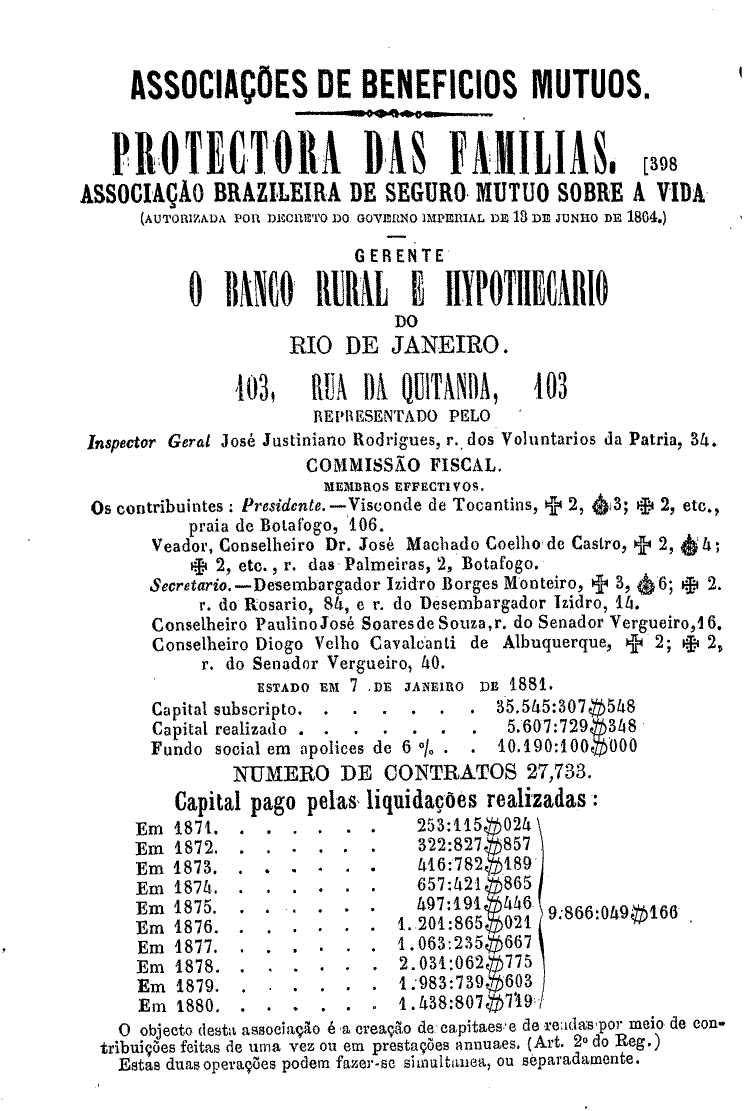 ASSOCIAÇÕES DE BENEFICIOS MUTUOS.
PROTECTORA DAS FAMILIAS. [398
ASSOCIAÇÃO BRAZILEIRA DE SEGURO MUTUO SOBRE A VIDA
(AUTORIZADA POR DECRETO DO GOVERNO IMPERIAL DE 13 DE JUNHO DE 1864.)
GERENTE
O BANCO RURAL E HYPOTHECARIO
DO
RIO DE JANEIRO.
103, RUA DA QUITANDA, 103
REPRESENTADO PELO
Inspector Geral José Justiniano Rodrigues, r. dos Voluntarios da Patria, 34.
COMMISSÃO FISCAL.
MEMBROS EFFECTIVOS.
Os contribuintes : Presidente.—Visconde de Tocantins, ✠ 2, 3; ✠ 2, etc.,
praia de Botafogo, 106.
Veador, Conselheiro Dr. José Machado Coelho de Castro, ✠ 2, 4;
✠ 2, etc., r. das Palmeiras, 2, Botafogo.
Secretario.—Desembargador Izidro Borges Monteiro, ✠ 3, 6; ✠ 2.
r. do Rosario, 84, e r. do Desembargador Izidro, 14.
Conselheiro Paulino José Soares de Souza, r. do Senador Vergueiro, 16.
Conselheiro Diogo Velho Cavalcanti de Albuquerque, ✠ 2; ✠ 2,
r. do Senador Vergueiro, 40.
ESTADO EM 7 DE JANEIRO DE 1881.
Capital subscripto. . . . . . . 35.545:307$548
Capital realizado . . . . . . . 5.607:729$348
Fundo social em apolices de 6 % . . 10.190:100$000
NUMERO DE CONTRATOS 27,733.
Capital pago pelas liquidações realizadas :
Em 1871. . . . . . . 253:115$024
Em 1872. . . . . . . 322:827$857
Em 1873. . . . . . . 416:782$189
Em 1874. . . . . . . 657:421$865
Em 1875. . . . . . . 497:191$446
9.866:049$166
Em 1876. . . . . . . 1.201:865$021
Em 1877. . . . . . . 1.063:235$667
Em 1878. . . . . . . 2.031:062$775
Em 1879. . . . . . . 1.983:739$603
Em 1880. . . . . . . 1.438:807$719
O objecto desta associação é a creação de capitaes e de rendas por meio de con-
tribuições feitas de uma vez ou em prestações annuaes. (Art. 2º do Reg.)
Estas duas operações podem fazer-se simultanea, ou separadamente.